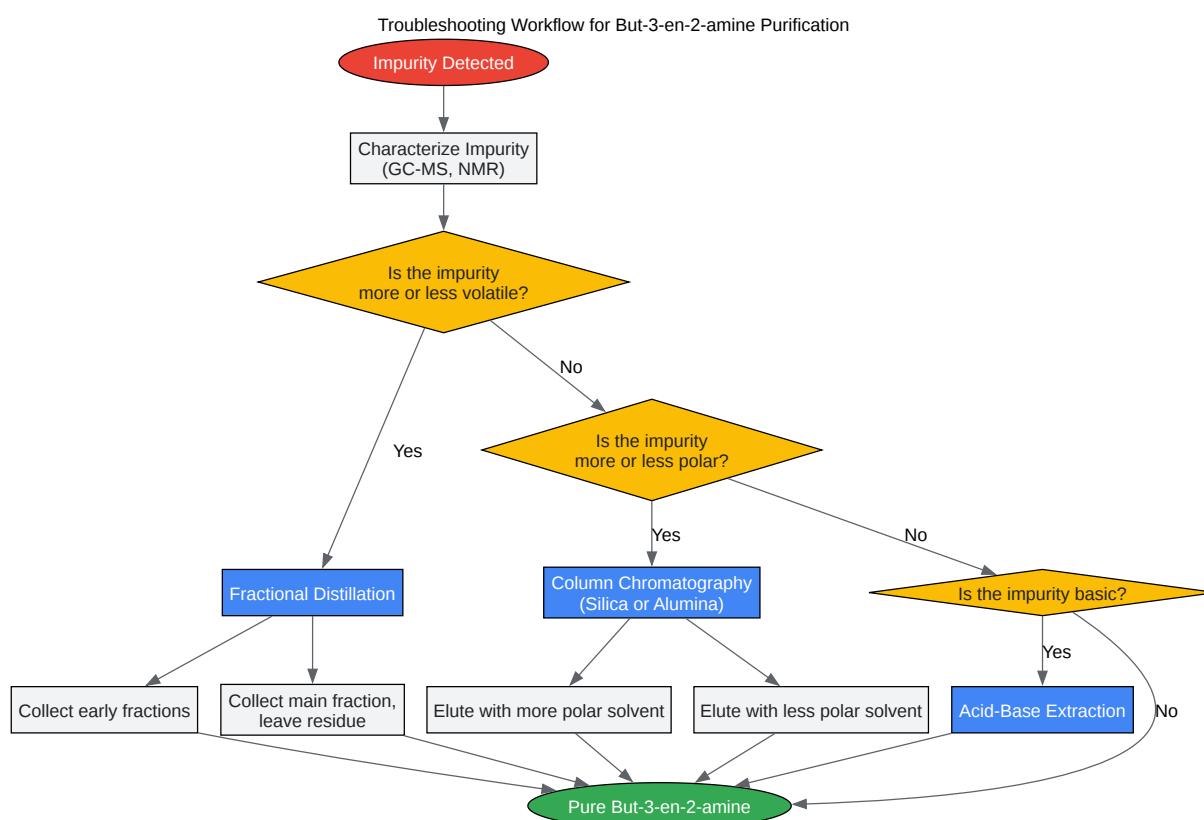 Troubleshooting Workflow for But-3-en-2-amine Purification
Impurity Detected
Characterize Impurity
(GC-MS, NMR)
Is the impurity
more or less volatile?
No
Is the impurity
more or less polar?
Yes
Yes
No
Fractional Distillation
Column Chromatography
(Silica or Alumina)
Is the impurity basic?
Yes
Collect early fractions
Collect main fraction,
leave residue
Elute with more polar solvent
Elute with less polar solvent
Acid-Base Extraction
No
Pure But-3-en-2-amine